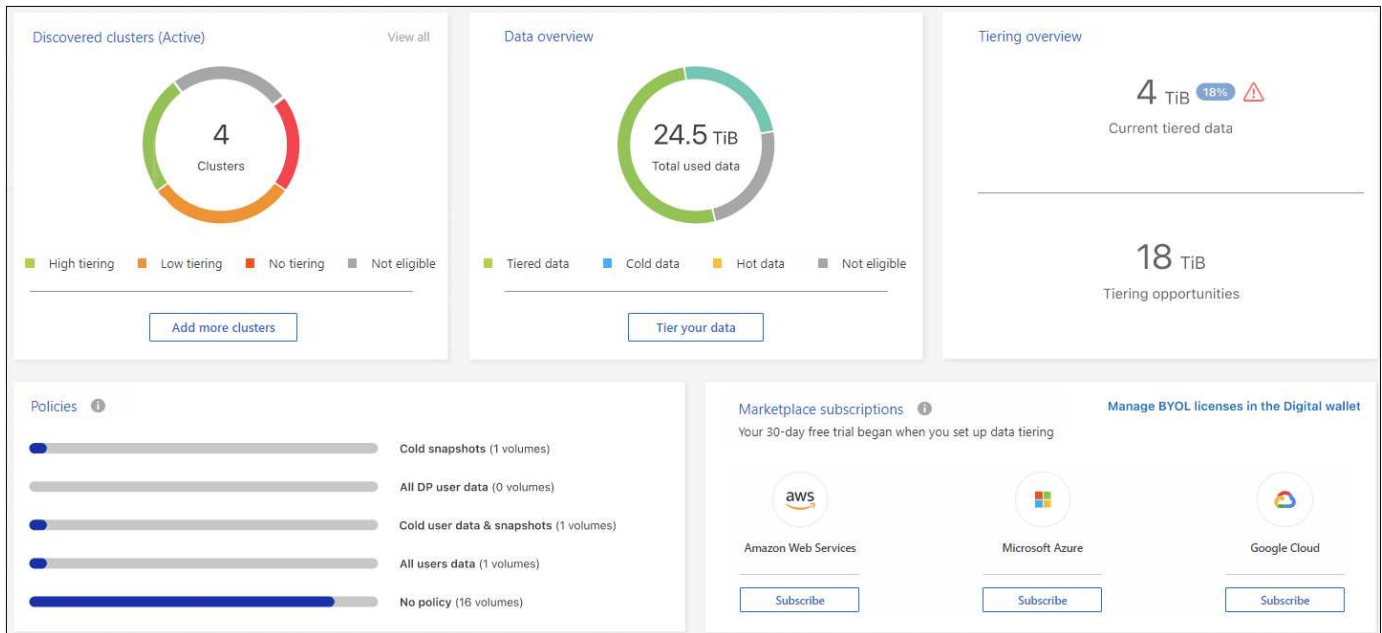 Discovered clusters (Active)
View all
4
Clusters
High tiering
Low tiering
No tiering
Not eligible
Add more clusters
Data overview
24.5 TiB
Total used data
Tiered data
Cold data
Hot data
Not eligible
Tier your data
Tiering overview
4 TiB 18%
Current tiered data
18 TiB
Tiering opportunities
Policies
Cold snapshots (1 volumes)
All DP user data (0 volumes)
Cold user data & snapshots (1 volumes)
All users data (1 volumes)
No policy (16 volumes)
Marketplace subscriptions
Manage BYOL licenses in the Digital wallet
Your 30-day free trial began when you set up data tiering
aws
Amazon Web Services
Microsoft Azure
Google Cloud
Subscribe
Subscribe
Subscribe